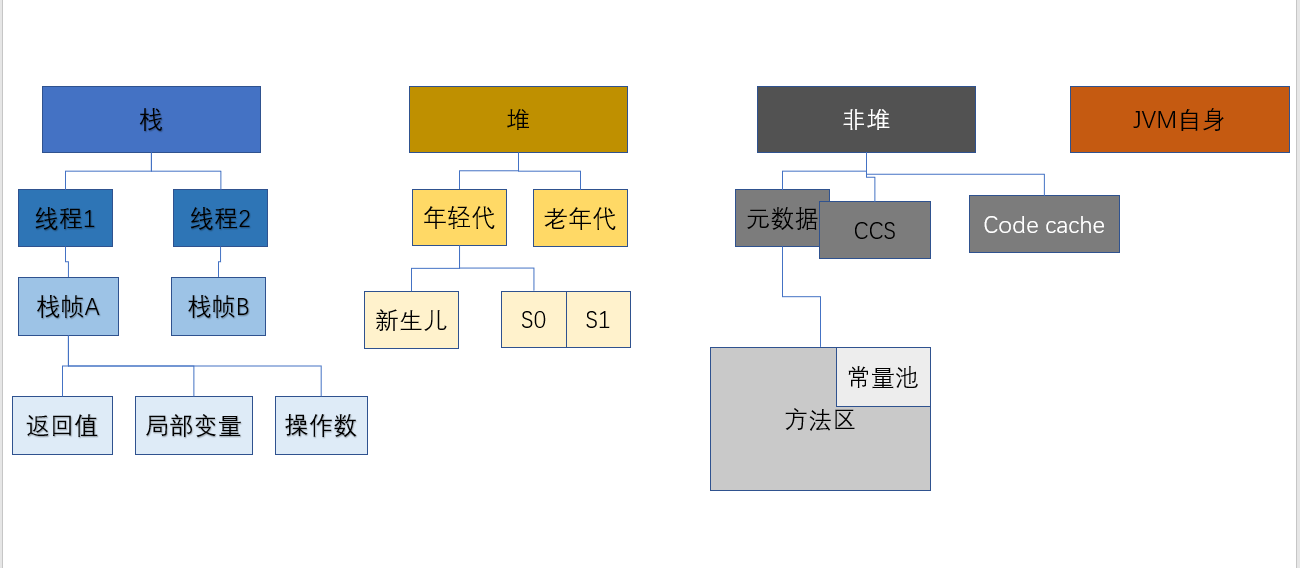 栈
堆
非堆
JVM自身
线程1
线程2
年轻代
老年代
元数据
CCS
Code cache
栈帧A
栈帧B
新生儿
S0
S1
常量池
方法区
返回值
局部变量
操作数